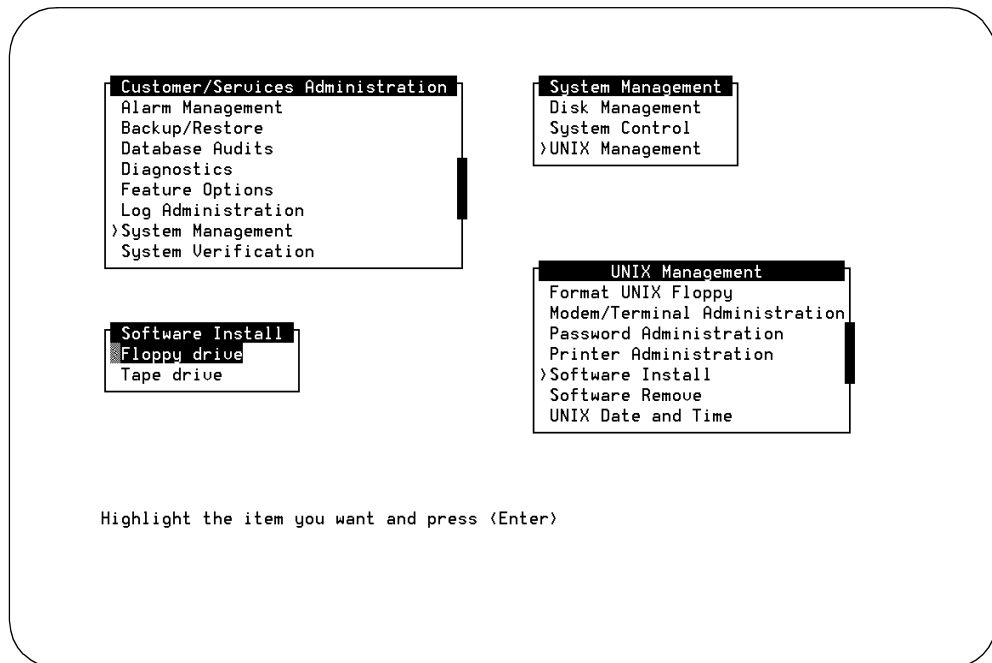 Customer/Services Administration
Alarm Management
Backup/Restore
Database Audits
Diagnostics
Feature Options
Log Administration
>System Management
System Verification
System Management
Disk Management
System Control
>UNIX Management
UNIX Management
Format UNIX Floppy
Modem/Terminal Administration
Password Administration
Printer Administration
>Software Install
Software Remove
UNIX Date and Time
Software Install
Floppy drive
Tape drive
Highlight the item you want and press <Enter>